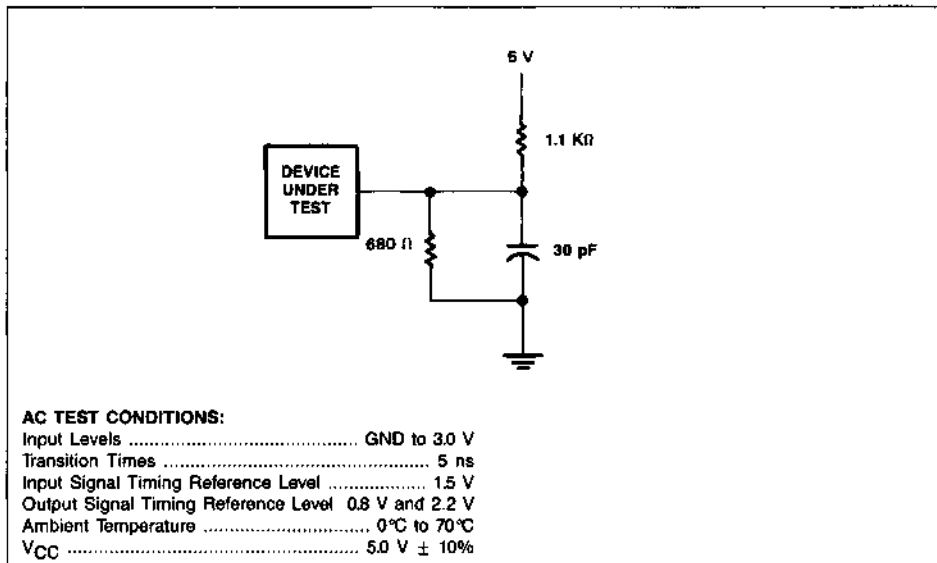 5 V
1.1 KΩ
DEVICE
UNDER
TEST
680 Ω
30 pF
AC TEST CONDITIONS:
Input Levels ........................................ GND to 3.0 V
Transition Times .............................................. 5 ns
Input Signal Timing Reference Level ................ 1.5 V
Output Signal Timing Reference Level 0.8 V and 2.2 V
Ambient Temperature ........................ 0°C to 70°C
VCC .................................................. 5.0 V ± 10%